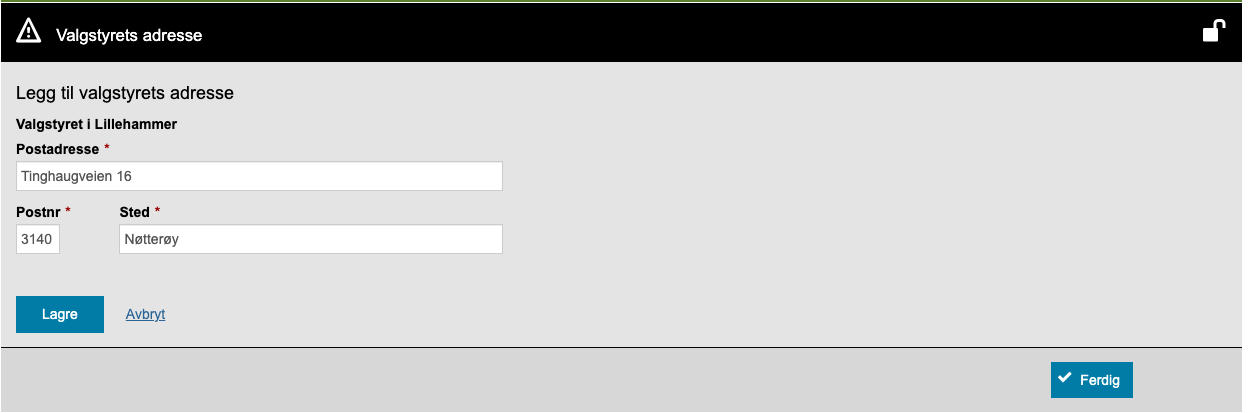 Valgstyrets adresse
Legg til valgstyrets adresse
Valgstyret i Lillehammer
Postadresse *
Tinghaugveien 16
Postnr * Sted *
3140 Nøtterøy
Lagre Avbryt
Ferdig